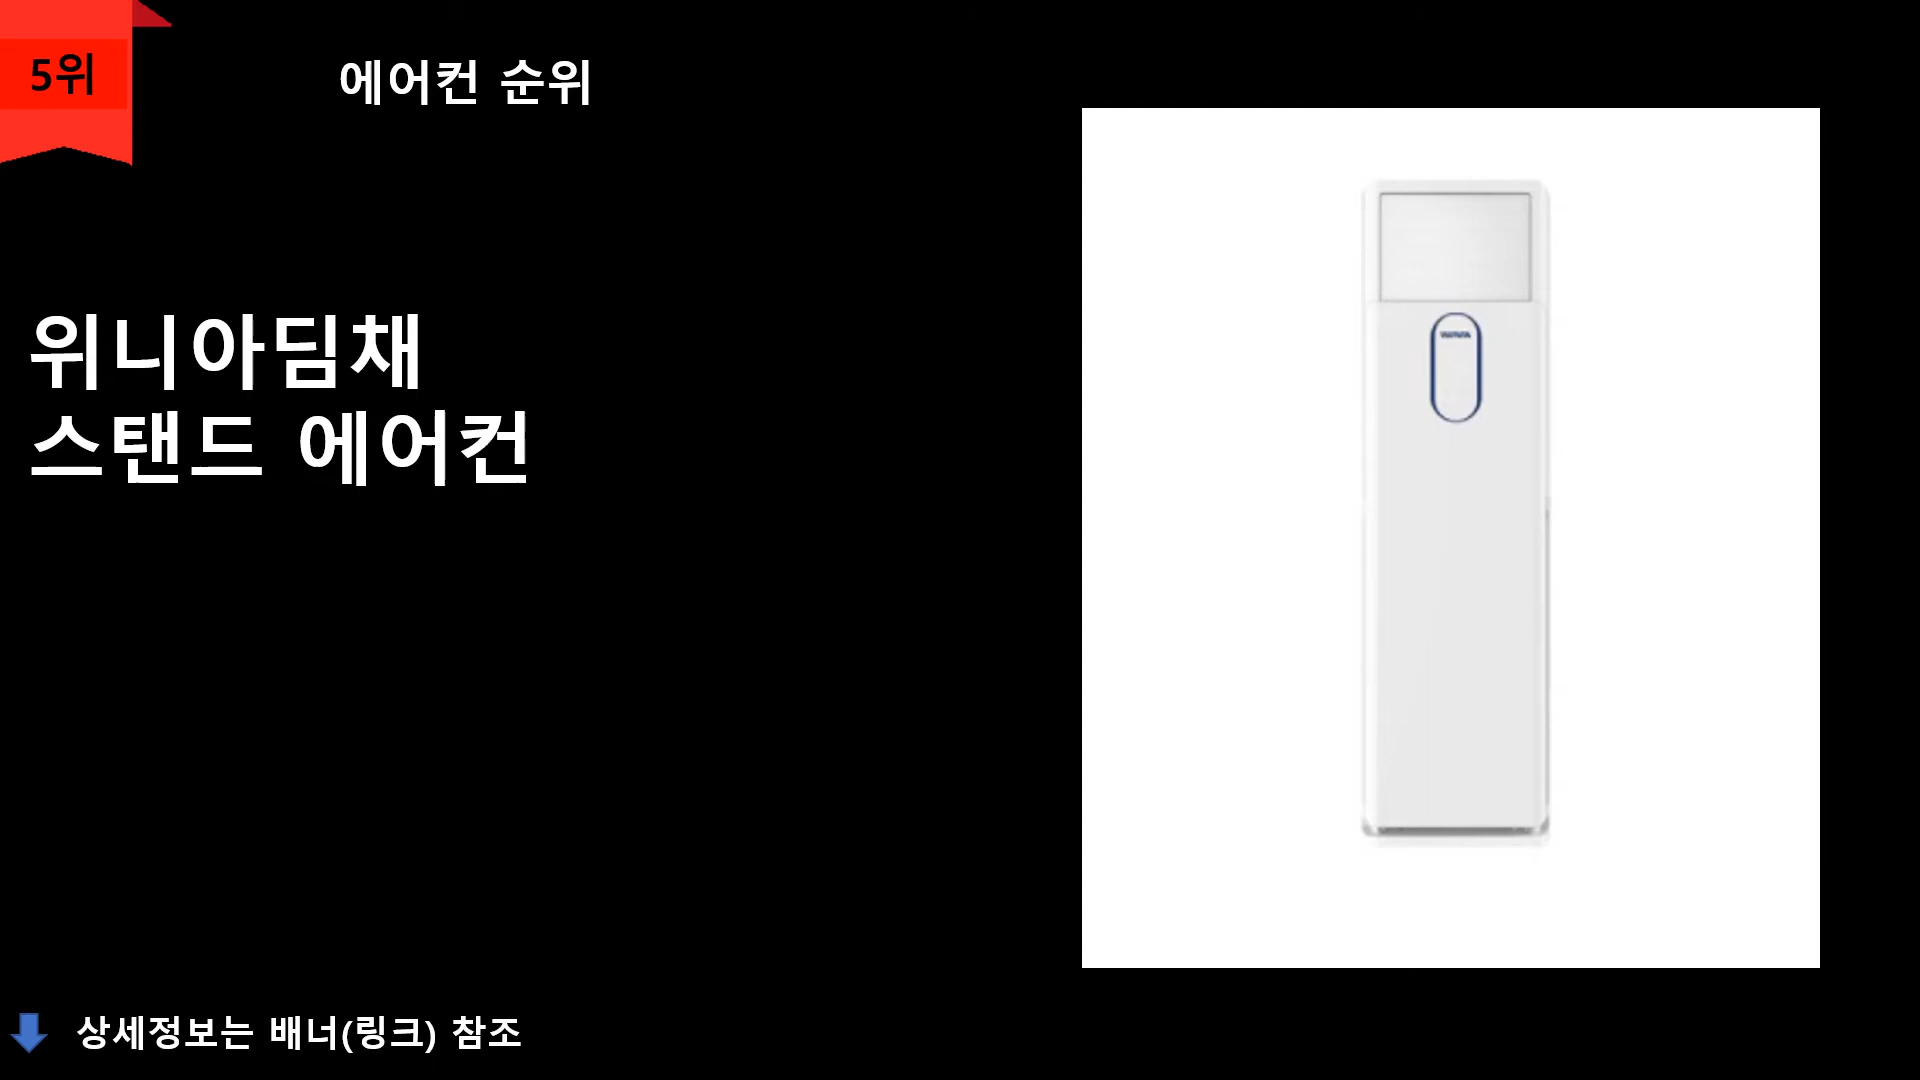 5위
에어컨 순위
위니아딤채
스탠드 에어컨
상세정보는 배너(링크) 참조